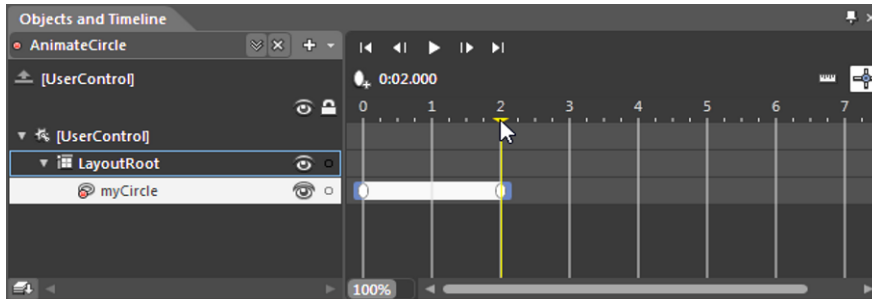 Objects and Timeline
AnimateCircle
[UserControl]
0:02.000
0 1 2 3 4 5 6 7
[UserControl]
LayoutRoot
myCircle
100%